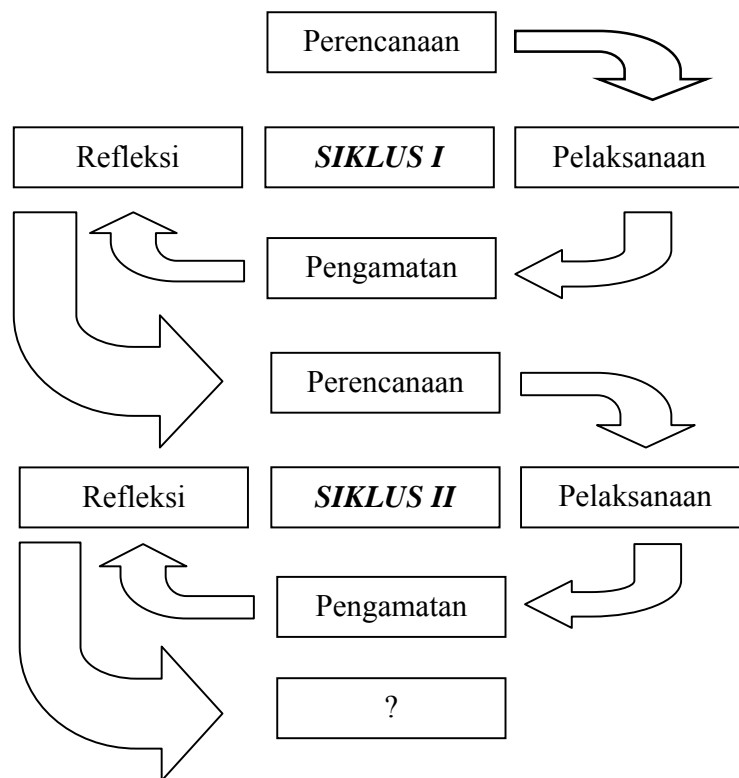 Perencanaan
Refleksi
SIKLUS I
Pelaksanaan
Pengamatan
Perencanaan
Refleksi
SIKLUS II
Pelaksanaan
Pengamatan
?